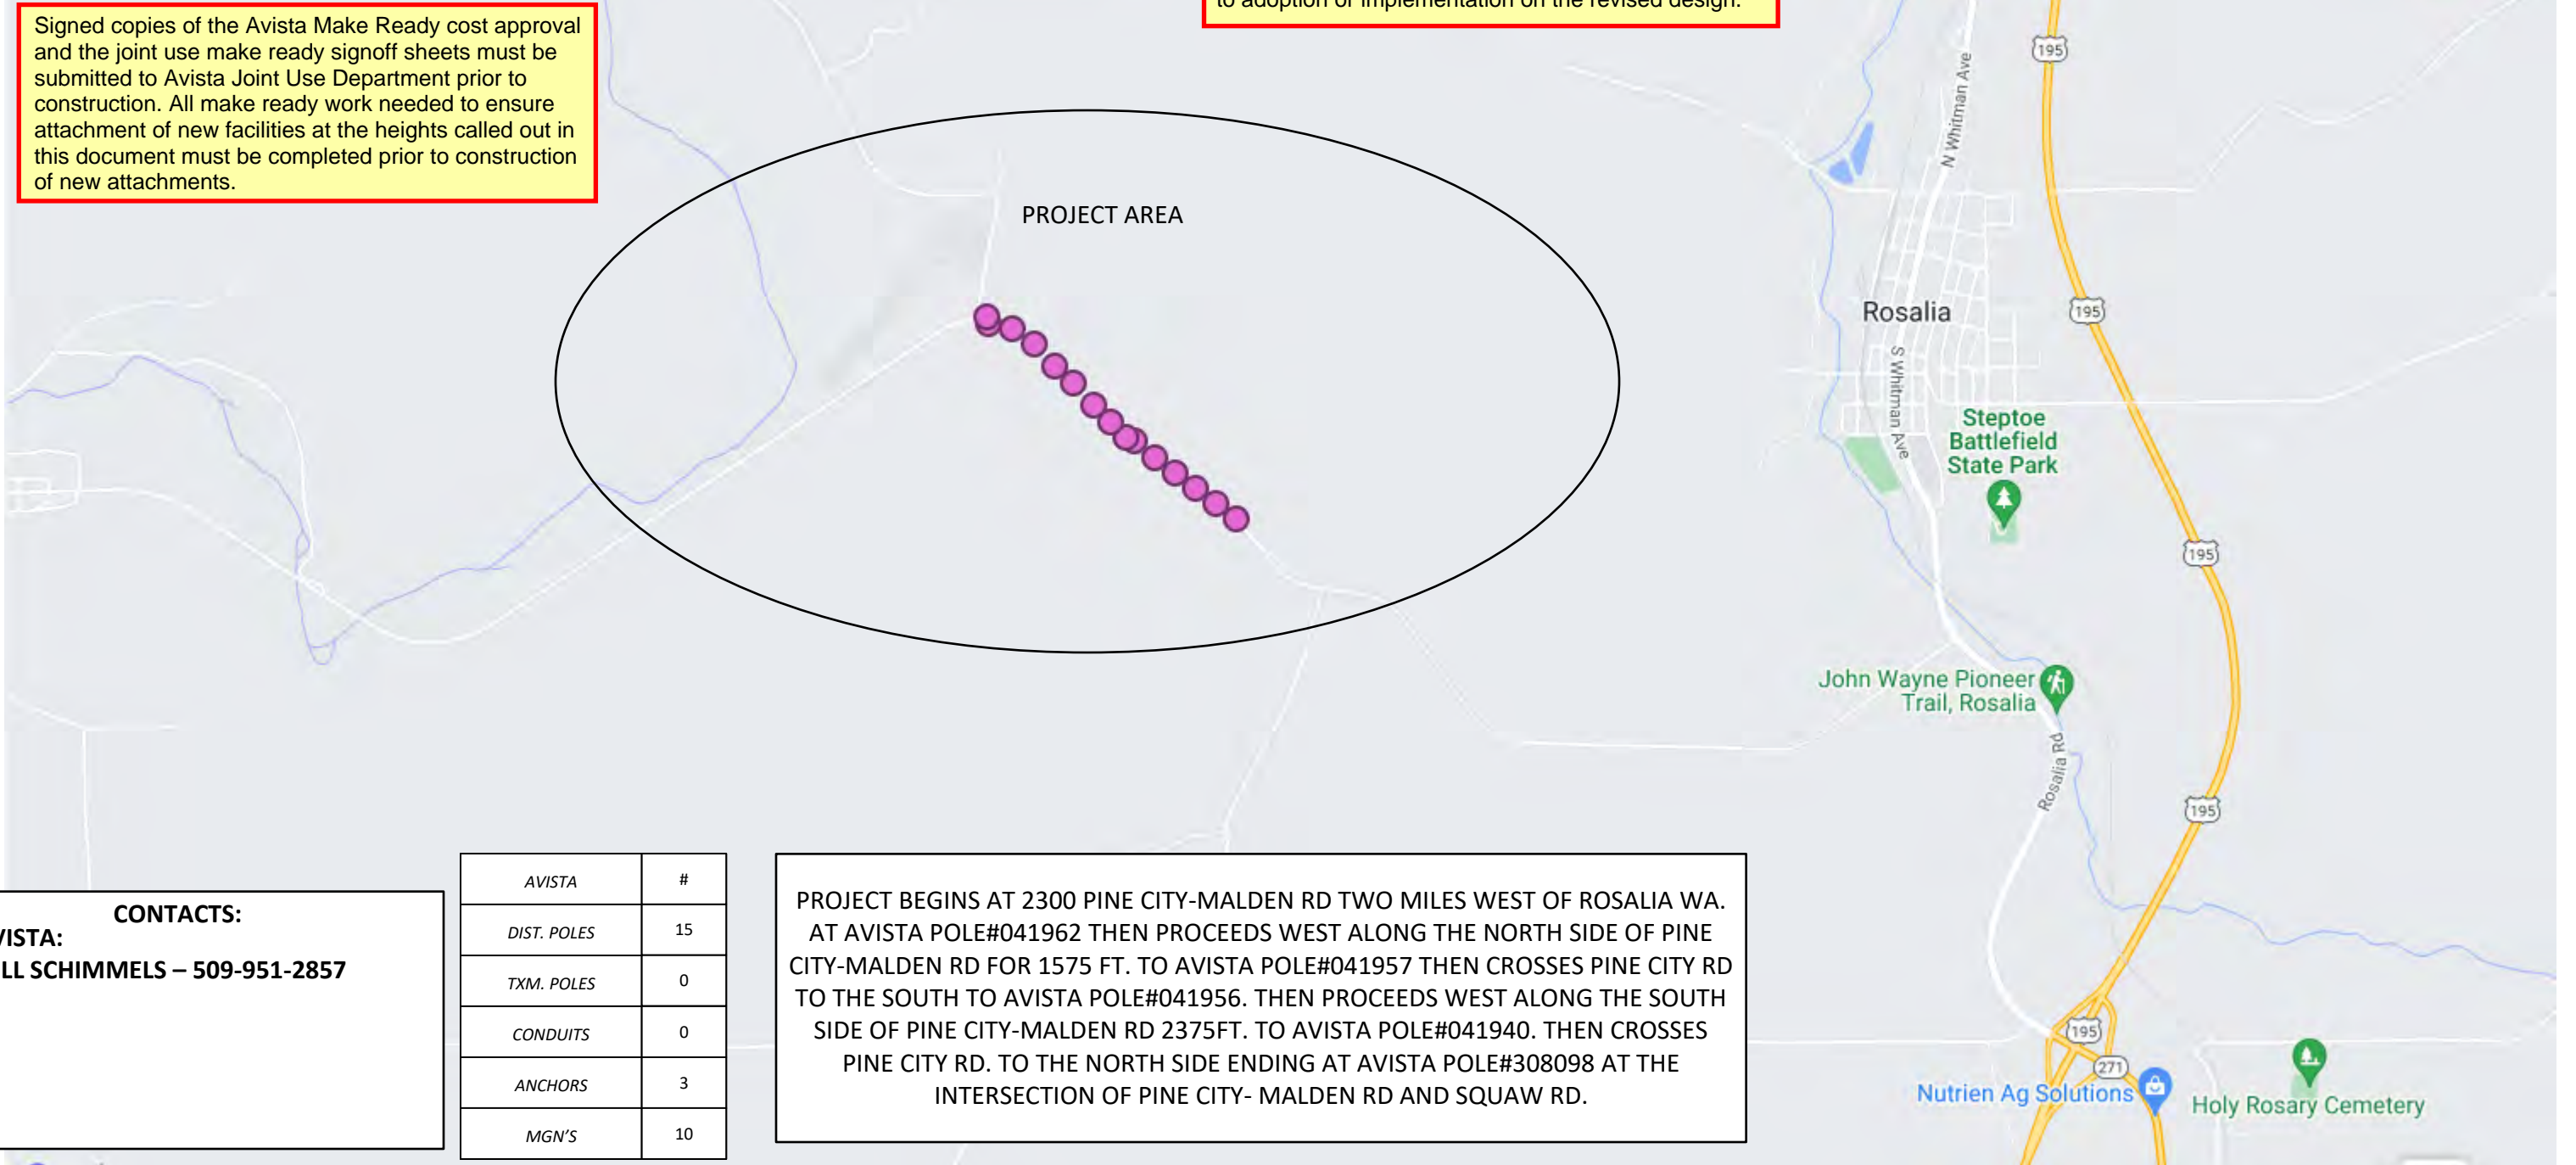 to adoption or implementation on the revised design.
Signed copies of the Avista Make Ready cost approval
and the joint use make ready signoff sheets must be
submitted to Avista Joint Use Department prior to
construction. All make ready work needed to ensure
attachment of new facilities at the heights called out in
this document must be completed prior to construction
of new attachments.
PROJECT AREA
195
N Whitman Ave
Rosalia
195
S Whitman Ave
Steptoe
Battlefield
State Park
195
John Wayne Pioneer
Trail, Rosalia
Rosalia Rd
195
195
271
Nutrien Ag Solutions
Holy Rosary Cemetery
CONTACTS:
VISTA:
LL SCHIMMELS – 509-951-2857
AVISTA #
DIST. POLES 15
TXM. POLES 0
CONDUITS 0
ANCHORS 3
MGN'S 10
PROJECT BEGINS AT 2300 PINE CITY-MALDEN RD TWO MILES WEST OF ROSALIA WA.
AT AVISTA POLE#041962 THEN PROCEEDS WEST ALONG THE NORTH SIDE OF PINE
CITY-MALDEN RD FOR 1575 FT. TO AVISTA POLE#041957 THEN CROSSES PINE CITY RD
TO THE SOUTH TO AVISTA POLE#041956. THEN PROCEEDS WEST ALONG THE SOUTH
SIDE OF PINE CITY-MALDEN RD 2375FT. TO AVISTA POLE#041940. THEN CROSSES
PINE CITY RD. TO THE NORTH SIDE ENDING AT AVISTA POLE#308098 AT THE
INTERSECTION OF PINE CITY- MALDEN RD AND SQUAW RD.